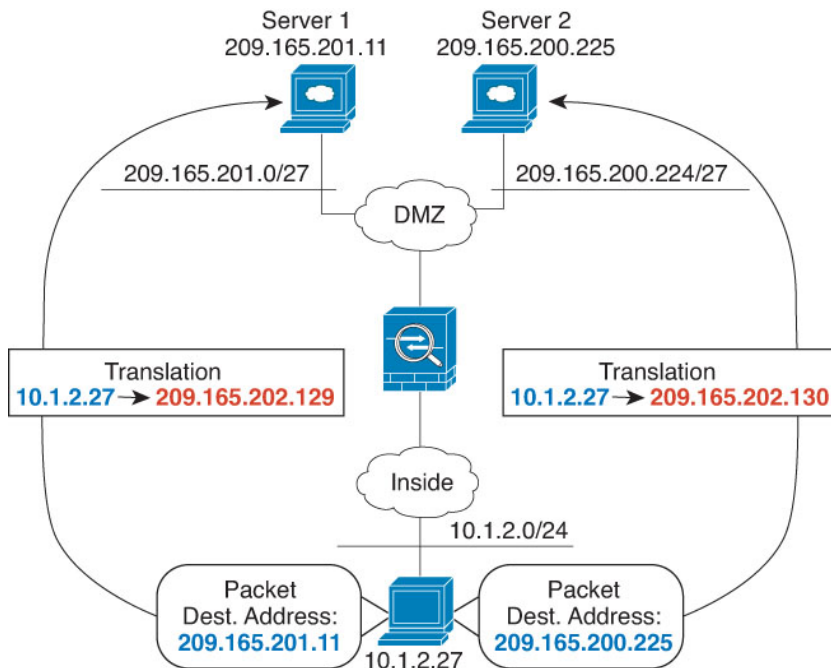 Server 1
209.165.201.11
Server 2
209.165.200.225
209.165.201.0/27
209.165.200.224/27
DMZ
Translation
10.1.2.27 → 209.165.202.129
Translation
10.1.2.27 → 209.165.202.130
Inside
10.1.2.0/24
Packet
Dest. Address:
209.165.201.11
Packet
Dest. Address:
209.165.200.225
10.1.2.27